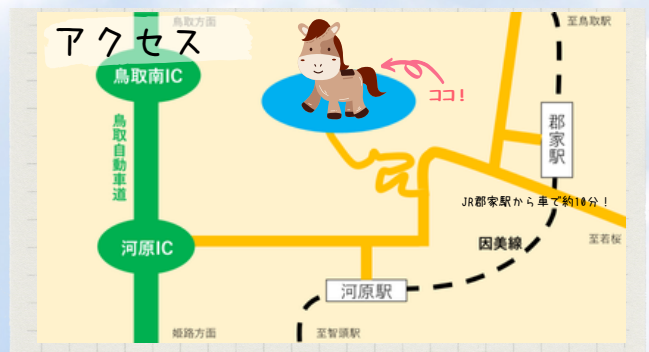 アクセス
鳥取方面
至鳥取駅
鳥取南IC
ココ!
鳥取自動車道
郡家駅
JR郡家駅から車で約10分!
河原IC
因美線
至若桜
河原駅
姫路方面
至智頭駅